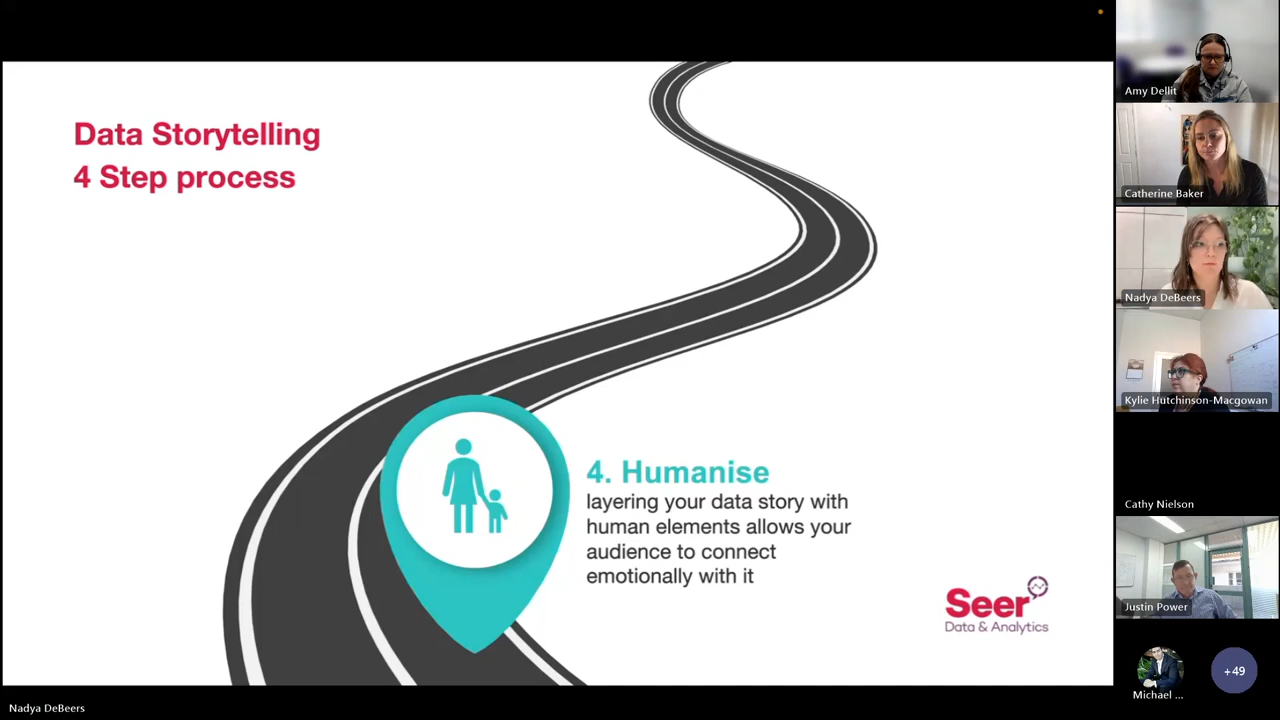 Data Storytelling
4 Step process
4. Humanise
layering your data story with
human elements allows your
audience to connect
emotionally with it
Seer
Data & Analytics
Amy Dellit
Catherine Baker
Nadya DeBeers
Kylie Hutchinson-Macgowan
Cathy Nielson
Justin Power
Michael ...
+49
Nadya DeBeers